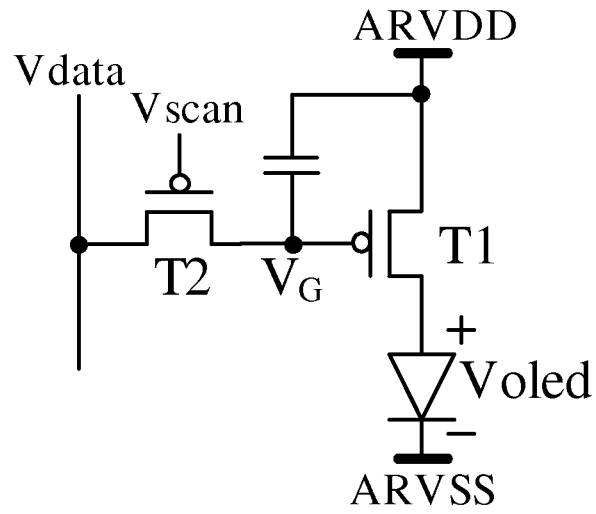 ARVDD
Vdata
Vscan
T2
VG
T1
+
Voled
−
ARVSS